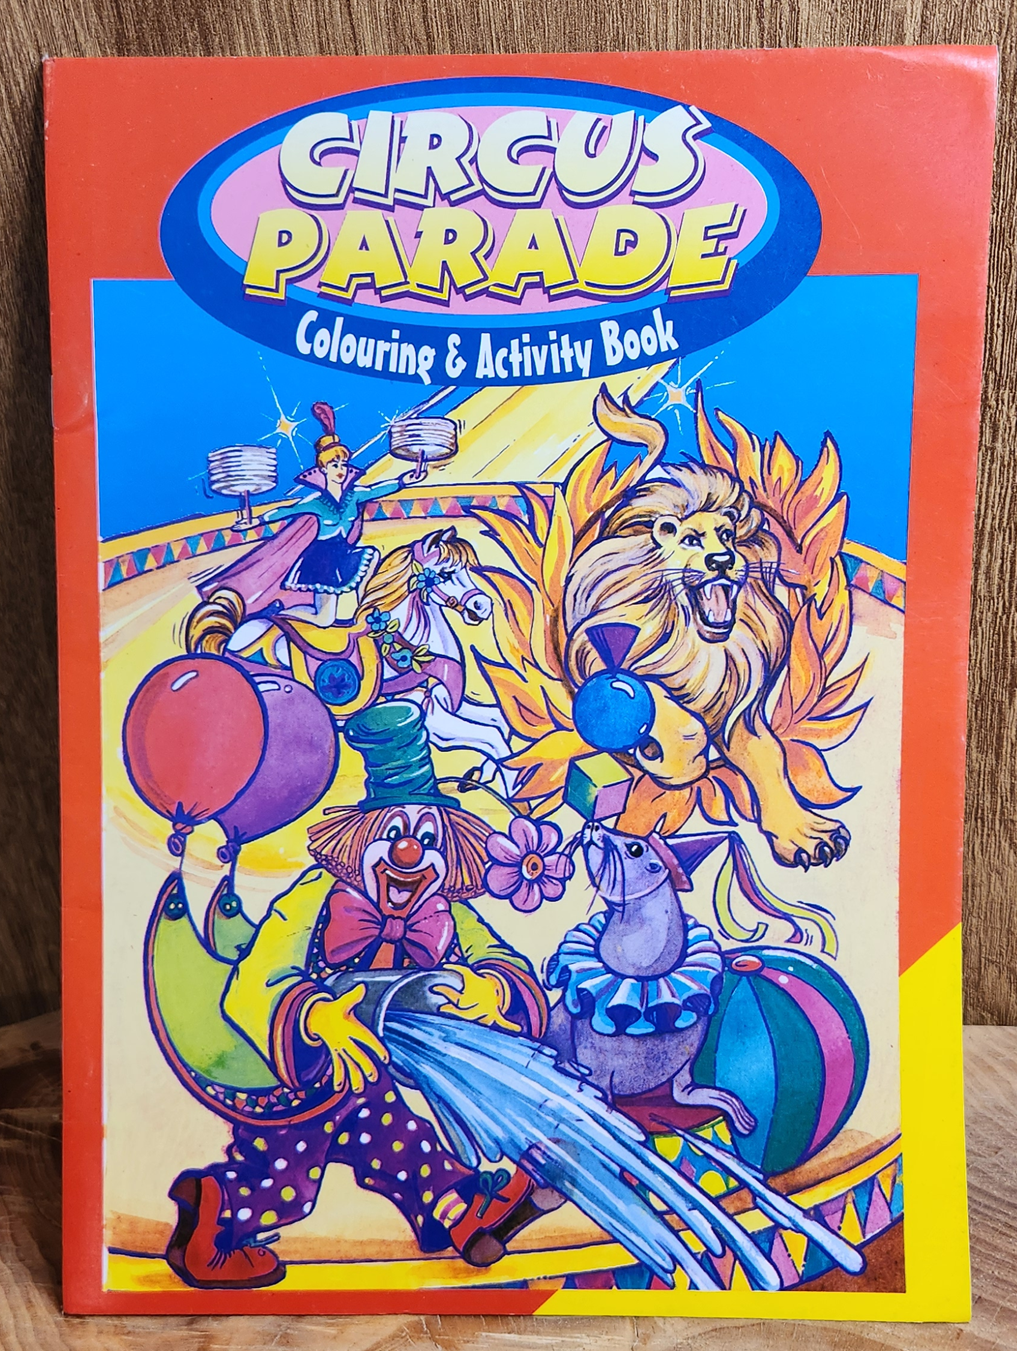 CIRCUS
PARADE
Colouring & Activity Book